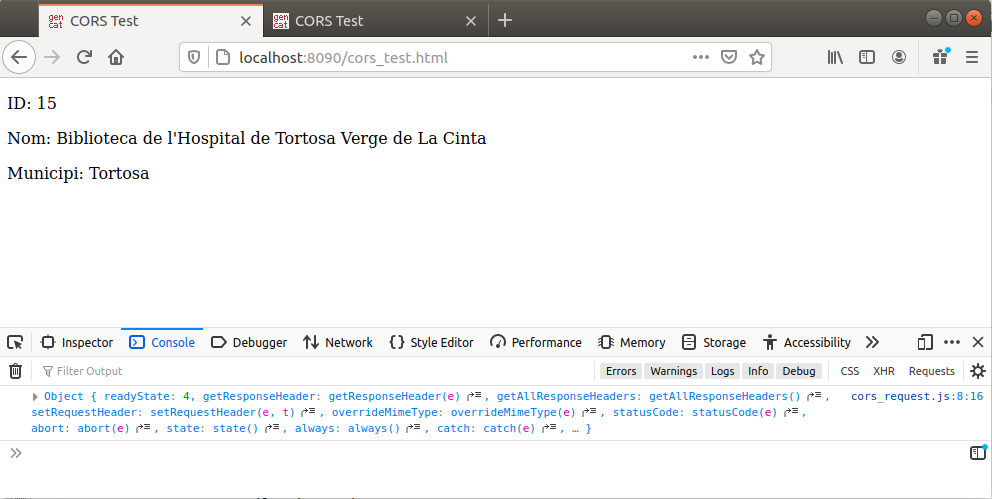 gen cat CORS Test gen cat CORS Test
localhost:8090/cors_test.html
ID: 15
Nom: Biblioteca de l'Hospital de Tortosa Verge de La Cinta
Municipi: Tortosa
Inspector Console Debugger Network Style Editor Performance Memory Storage Accessibility
Filter Output Errors Warnings Logs Info Debug CSS XHR Requests
Object { readyState: 4, getResponseHeader: getResponseHeader(e), getAllResponseHeaders: getAllResponseHeaders(), cors_request.js:8:16
setRequestHeader: setRequestHeader(e, t), overrideMimeType: overrideMimeType(e), statusCode: statusCode(e),
abort: abort(e), state: state(), always: always(), catch: catch(e), … }